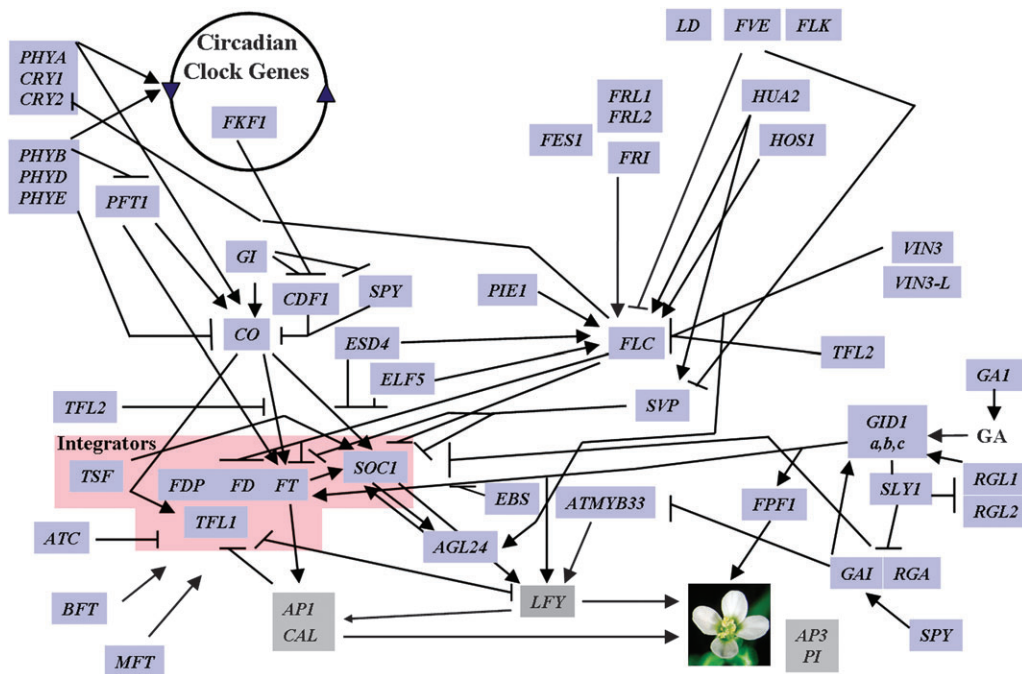 Circadian
Clock Genes
LD
FVE
FLK
PHYA
CRY1
CRY2
FKF1
FRL1
FRL2
HUA2
FES1
FRI
HOS1
PHYB
PHYD
PHYE
PFT1
GI
CDF1
SPY
PIE1
VIN3
VIN3-L
CO
ESD4
FLC
TFL2
ELF5
GA1
TFL2
SVP
GID1
a,b,c
GA
Integrators
TSF
SOC1
FDP
FD
FT
EBS
ATMYB33
FPF1
SLY1
RGL1
RGL2
TFL1
ATC
AGL24
GAI
RGA
BFT
AP1
CAL
LFY
AP3
PI
SPY
MFT